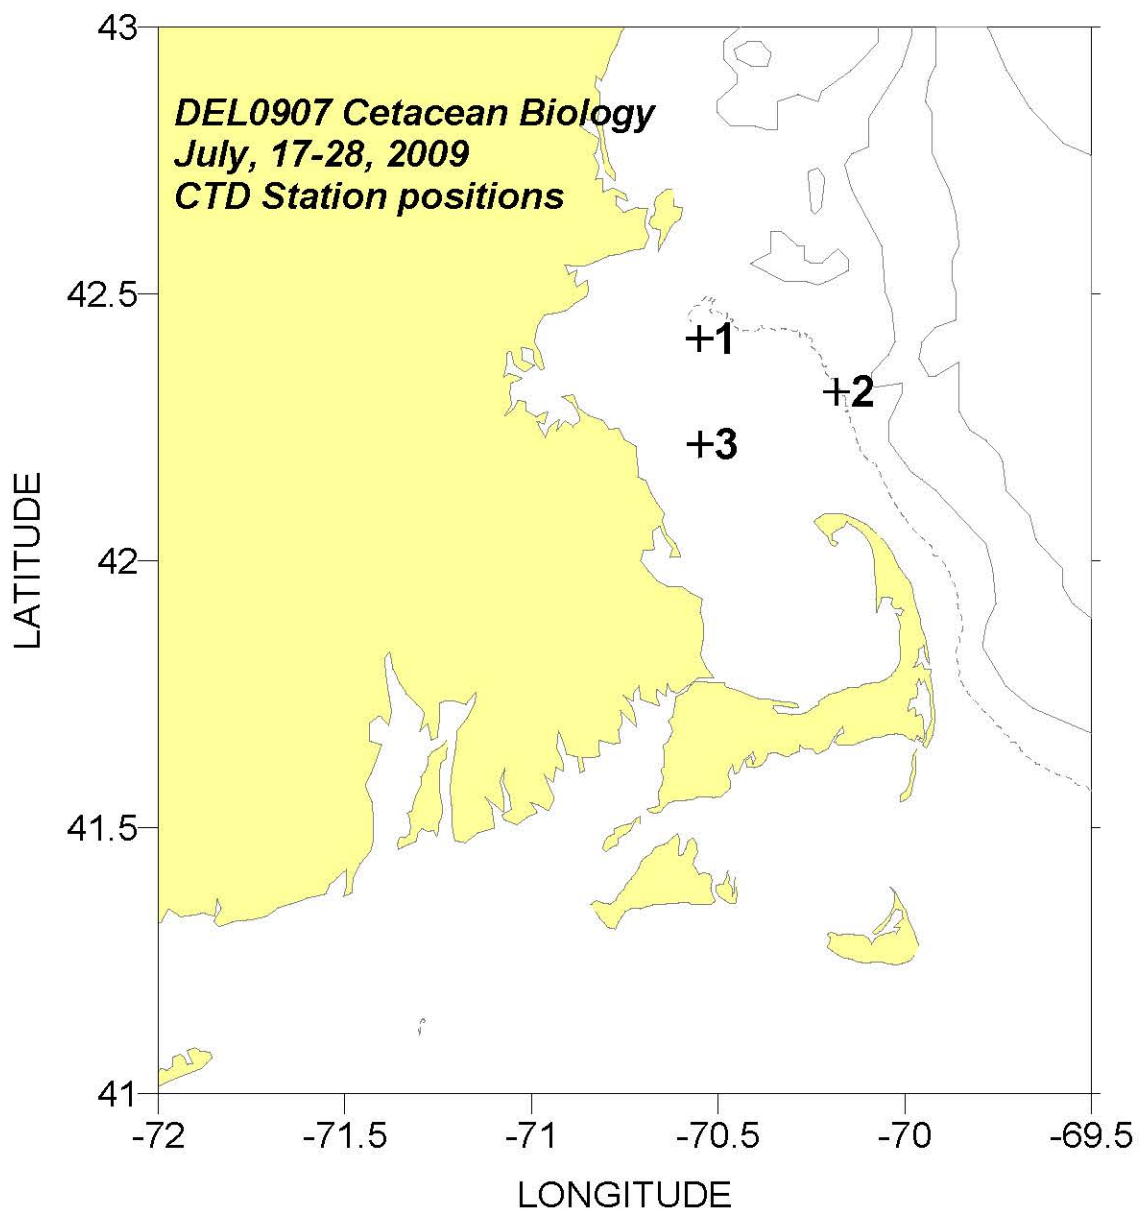 43
DEL0907 Cetacean Biology
July, 17-28, 2009
CTD Station positions
42.5
+1
+2
+3
LATITUDE
42
41.5
41
-72 -71.5 -71 -70.5 -70 -69.5
LONGITUDE